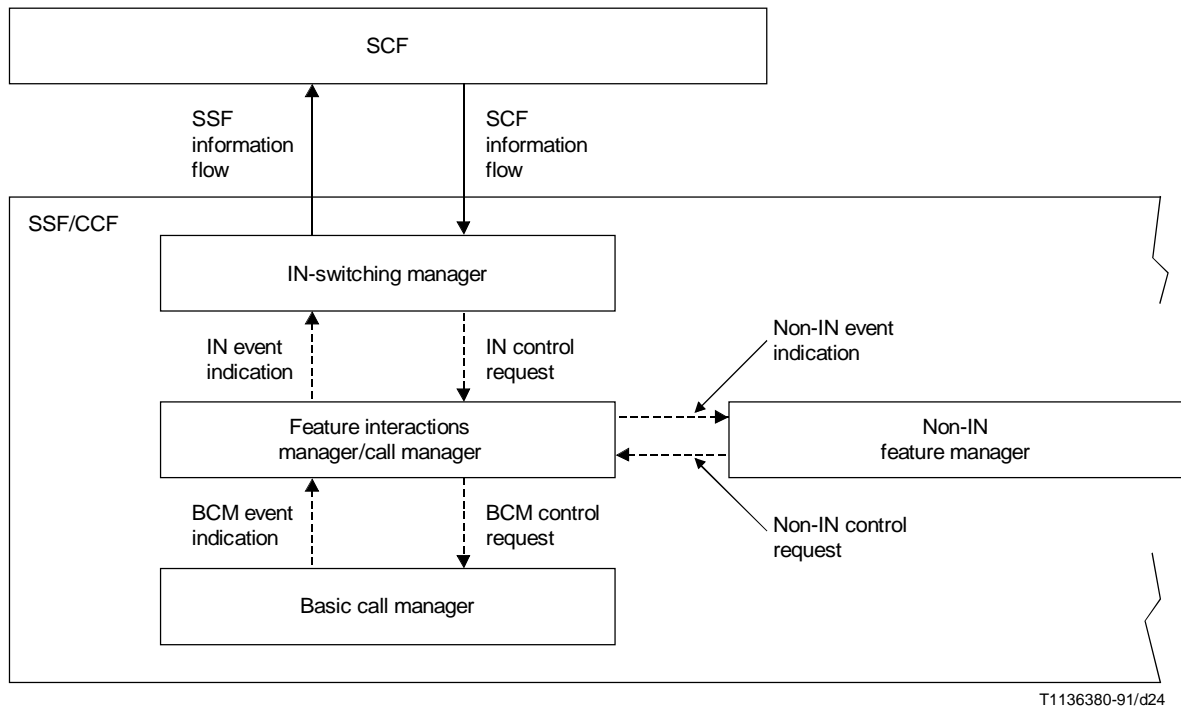 SCF
SSF
information
flow
SCF
information
flow
SSF/CCF
IN-switching manager
IN event
indication
IN control
request
Non-IN event
indication
Feature interactions
manager/call manager
Non-IN
feature manager
BCM event
indication
BCM control
request
Non-IN control
request
Basic call manager
T1136380-91/d24